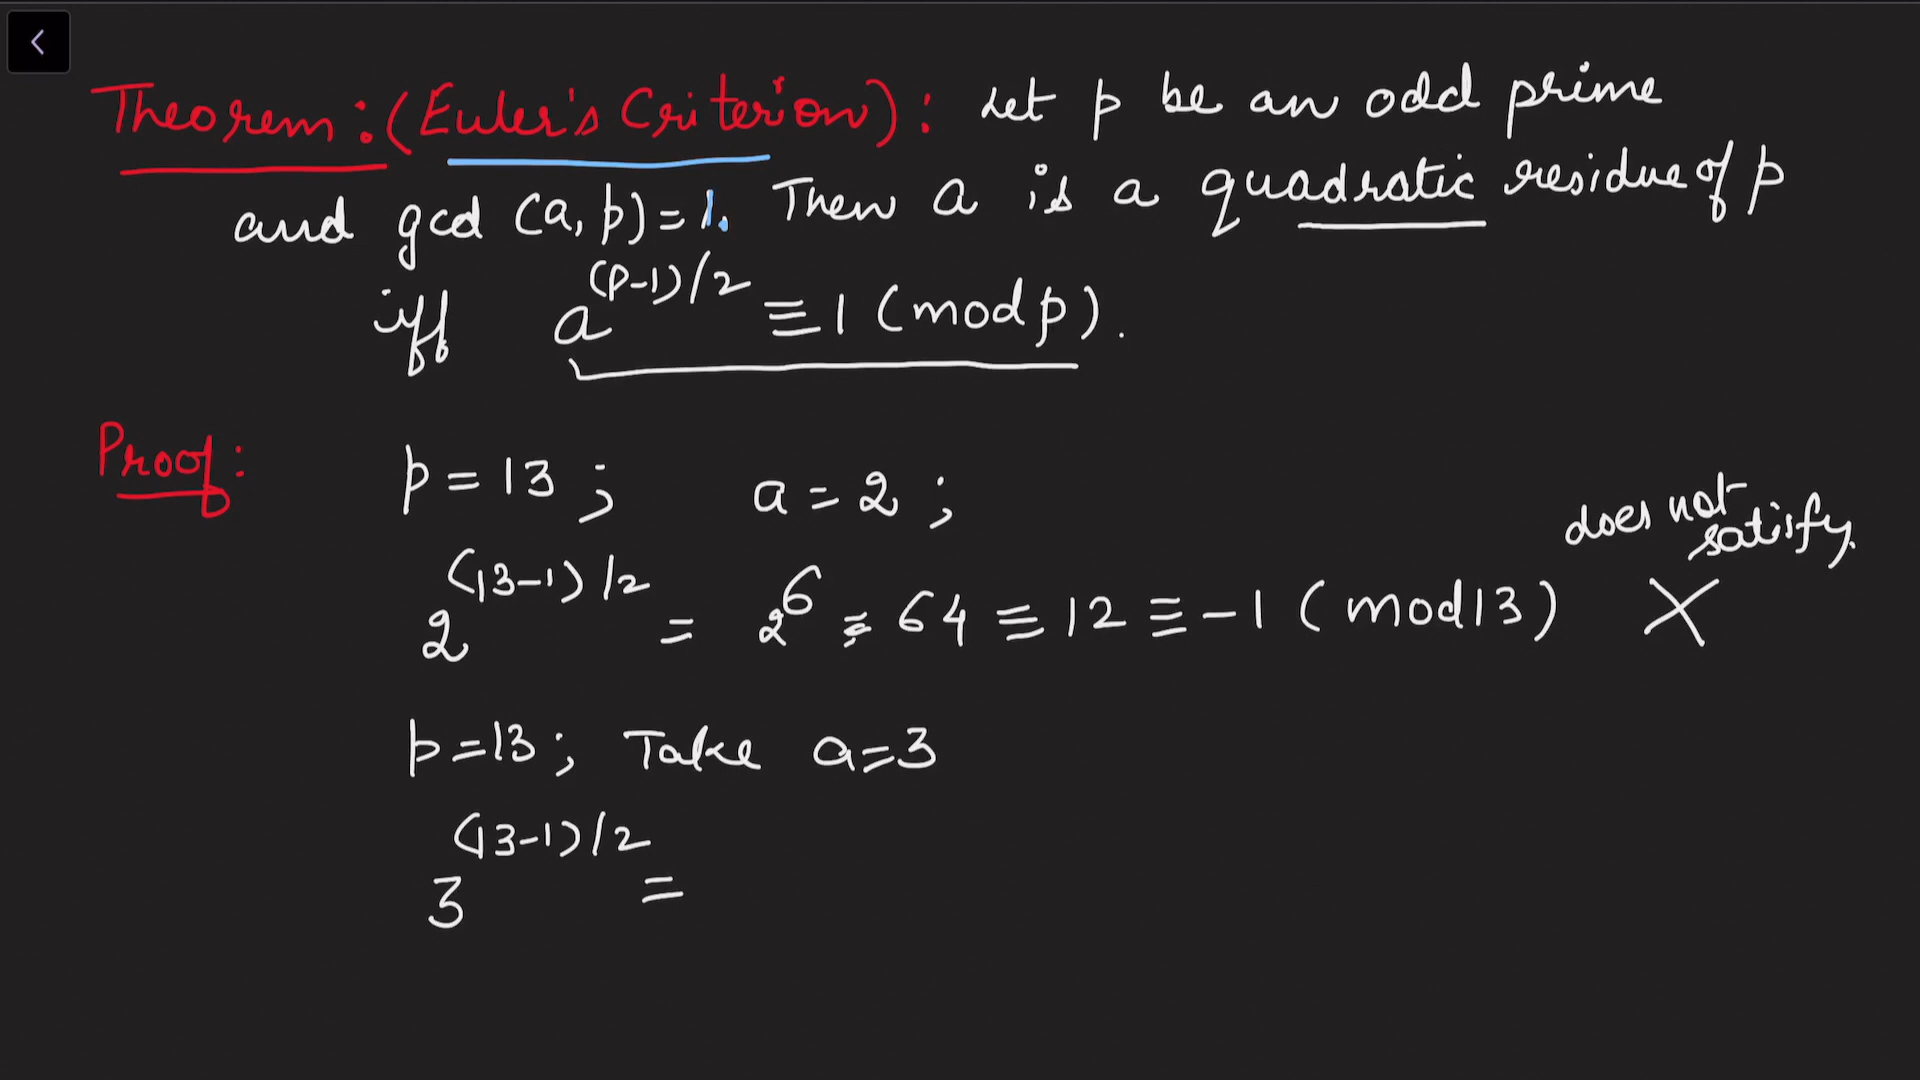 Theorem: (Euler's Criterion): Let p be an odd prime
and gcd (a, p) = 1. Then a is a quadratic residue of p
iff a^(p-1)/2 ≡ 1 (mod p).
Proof: p = 13 ; a = 2 ;
does not satisfy.
2^(13-1)/2 = 2^6 ≡ 64 ≡ 12 ≡ -1 (mod 13) X
p = 13 ; Take a = 3
3^(13-1)/2 =